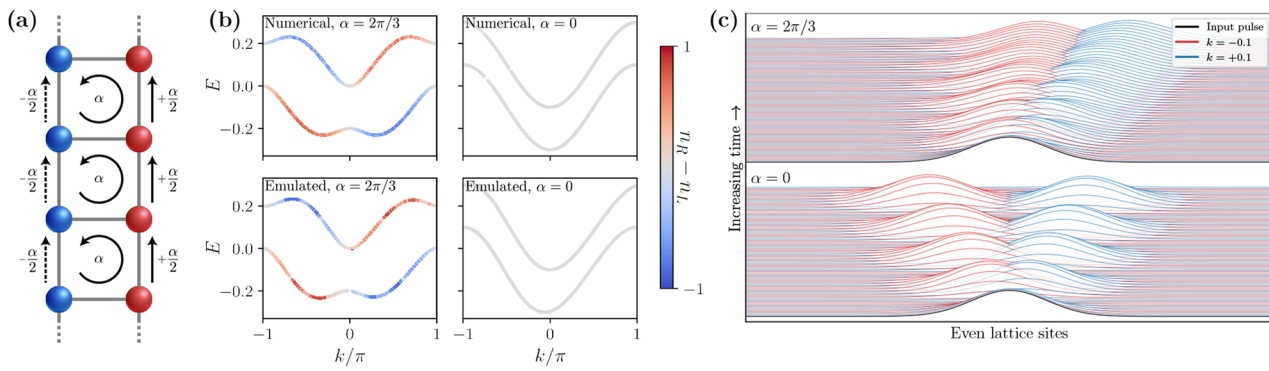 (a)
α
α
α
−α/2
+α/2
−α/2
+α/2
−α/2
+α/2
(b)
Numerical, α = 2π/3
Numerical, α = 0
0.2
0.0
−0.2
E
Emulated, α = 2π/3
Emulated, α = 0
0.2
0.0
−0.2
E
−1
0
1
−1
0
1
k/π
k/π
1
n_R − n_L
−1
(c)
α = 2π/3
Input pulse
k = −0.1
k = +0.1
α = 0
Increasing time →
Even lattice sites